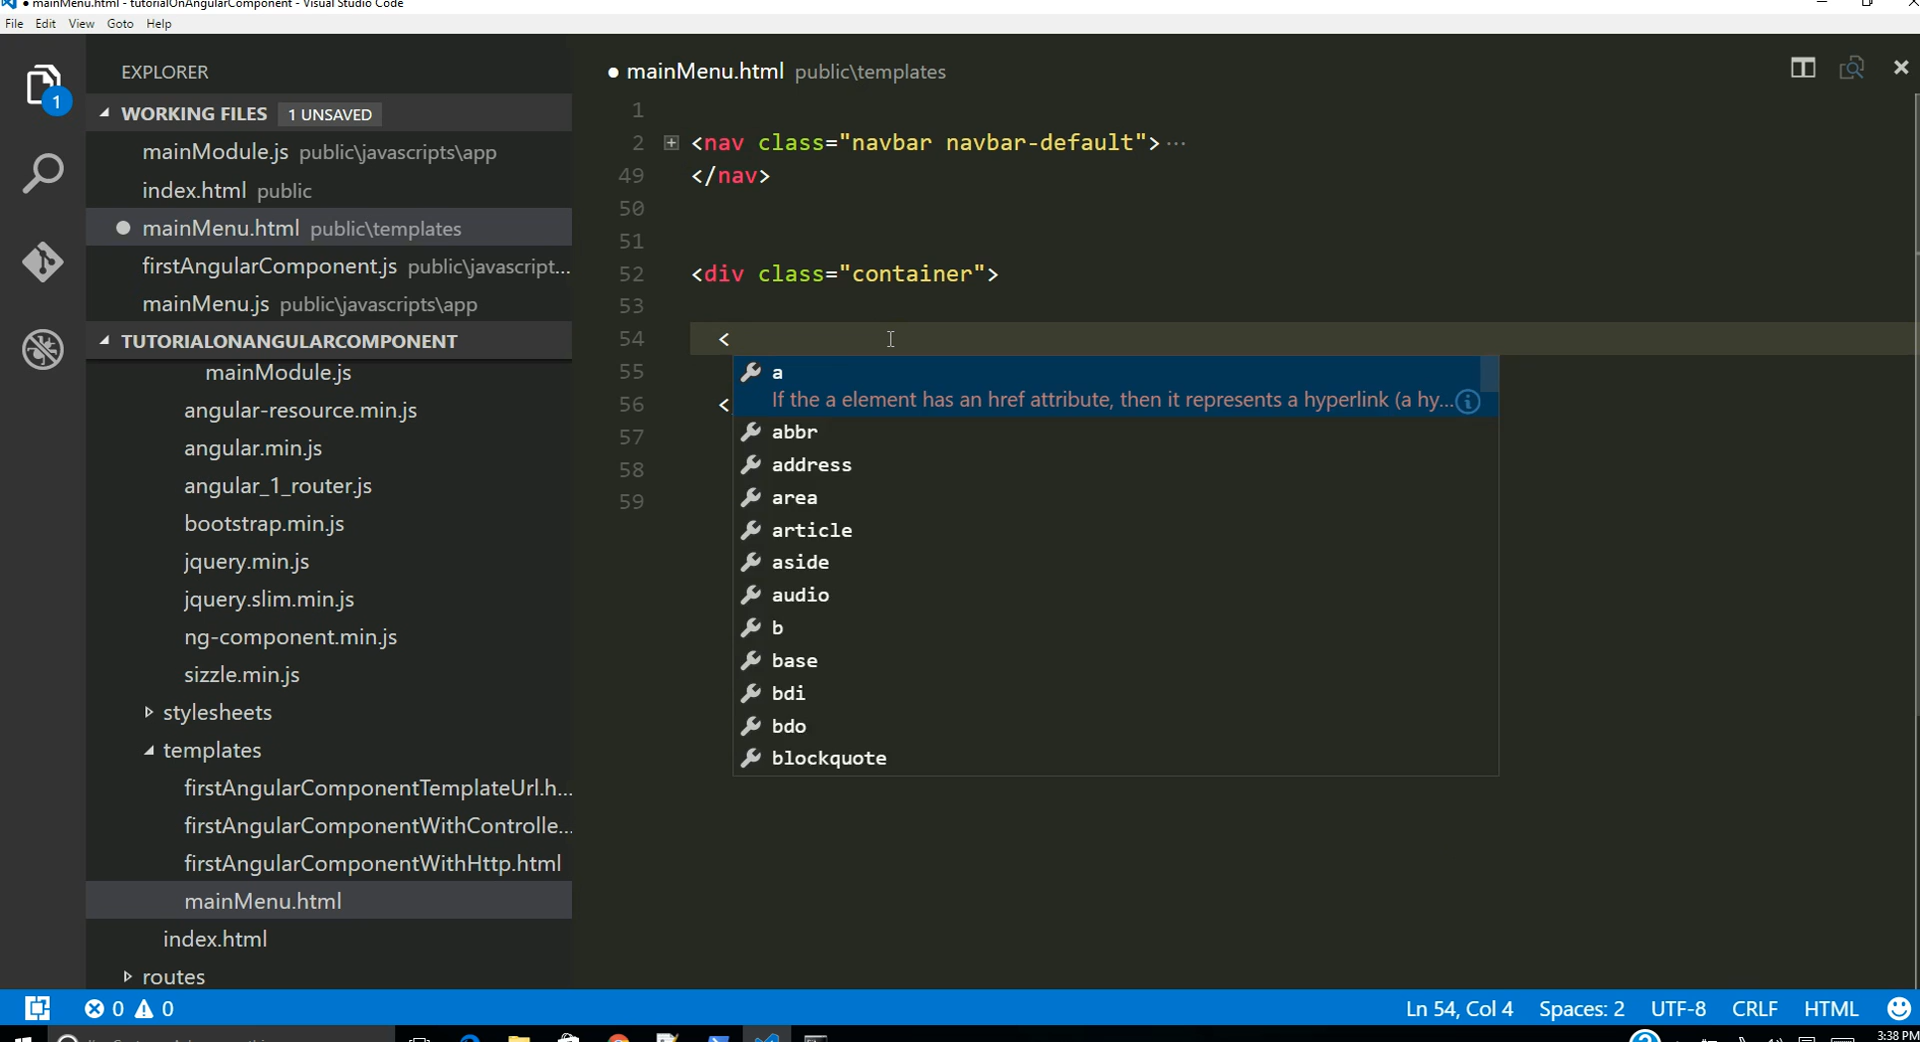 mainMenu.html - tutorialOnAngularComponent - Visual Studio Code
File Edit View Goto Help
EXPLORER
WORKING FILES 1 UNSAVED
mainModule.js public\javascripts\app
index.html public
mainMenu.html public\templates
firstAngularComponent.js public\javascript...
mainMenu.js public\javascripts\app
TUTORIALONANGULARCOMPONENT
mainModule.js
angular-resource.min.js
angular.min.js
angular_1_router.js
bootstrap.min.js
jquery.min.js
jquery.slim.min.js
ng-component.min.js
sizzle.min.js
stylesheets
templates
firstAngularComponentTemplateUrl.h...
firstAngularComponentWithControlle...
firstAngularComponentWithHttp.html
mainMenu.html
index.html
routes
1
mainMenu.html public\templates
1
2 <nav class="navbar navbar-default">...
49 </nav>
50
51
52 <div class="container">
53
54 <
55
56 <
57
58
59
a
If the a element has an href attribute, then it represents a hyperlink (a hy...
abbr
address
area
article
aside
audio
b
base
bdi
bdo
blockquote
0 0
Ln 54, Col 4 Spaces: 2 UTF-8 CRLF HTML
3:38 PM